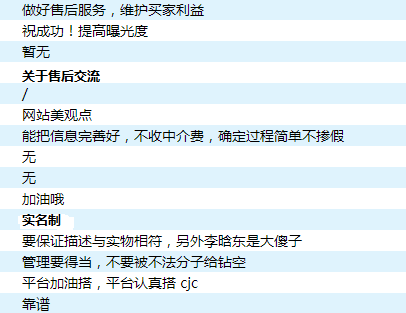 做好售后服务，维护买家利益
祝成功！提高曝光度
暂无
关于售后交流
/
网站美观点
能把信息完善好，不收中介费，确定过程简单不掺假
无
无
加油哦
实名制
要保证描述与实物相符，另外李晗东是大傻子
管理要得当，不要被不法分子给钻空
平台加油搭，平台认真搭 cjc
靠谱